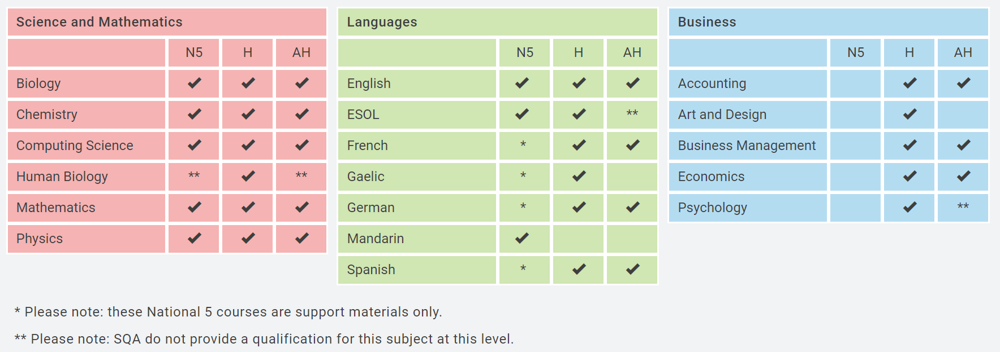 Science and Mathematics
N5 H AH
Biology ✔ ✔ ✔
Chemistry ✔ ✔ ✔
Computing Science ✔ ✔ ✔
Human Biology ** ✔ **
Mathematics ✔ ✔ ✔
Physics ✔ ✔ ✔
Languages
N5 H AH
English ✔ ✔ ✔
ESOL ✔ ✔ **
French * ✔ ✔
Gaelic * ✔
German * ✔ ✔
Mandarin ✔
Spanish * ✔ ✔
Business
N5 H AH
Accounting ✔ ✔
Art and Design ✔
Business Management ✔ ✔
Economics ✔ ✔
Psychology ✔ **
* Please note: these National 5 courses are support materials only.
** Please note: SQA do not provide a qualification for this subject at this level.